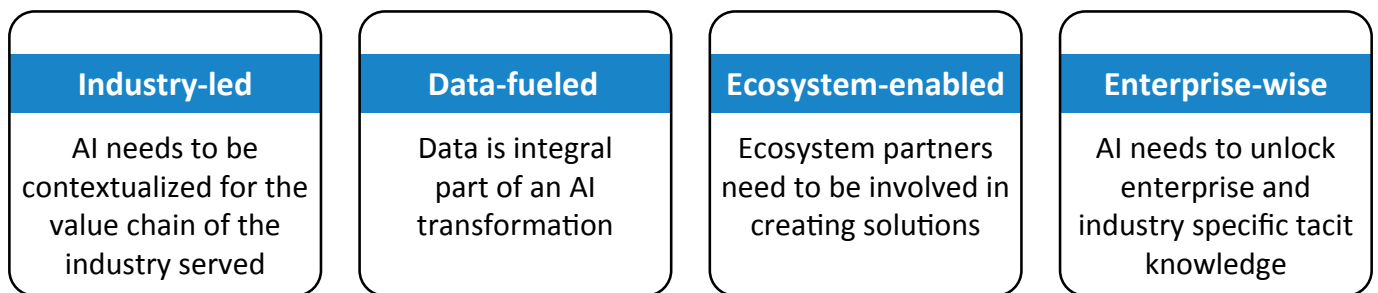 Industry-led
AI needs to be
contextualized for the
value chain of the
industry served
Data-fueled
Data is integral
part of an AI
transformation
Ecosystem-enabled
Ecosystem partners
need to be involved in
creating solutions
Enterprise-wise
AI needs to unlock
enterprise and
industry specific tacit
knowledge